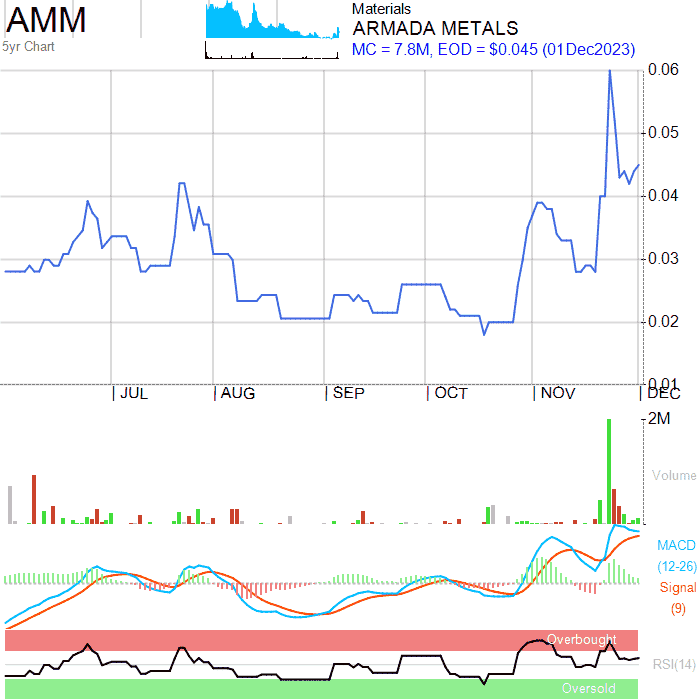 AMM
5yr Chart
Materials
ARMADA METALS
MC = 7.8M, EOD = $0.045 (01Dec2023)
0.06
0.05
0.04
0.03
0.02
0.01
JUL AUG SEP OCT NOV DEC
2M
Volume
MACD
(12-26)
Signal
(9)
Overbought
RSI(14)
Oversold